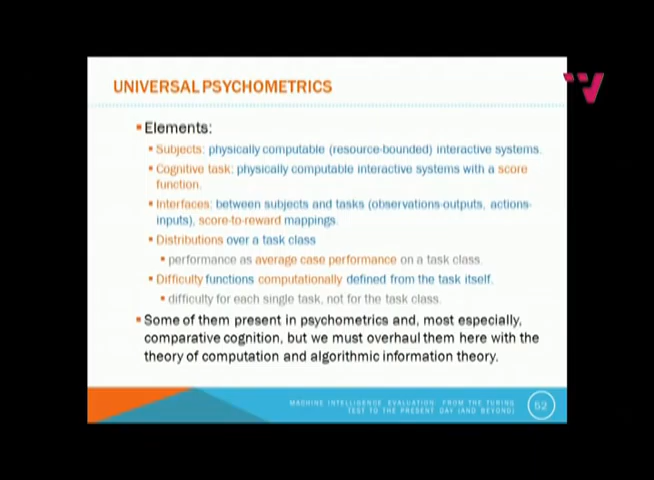 UNIVERSAL PSYCHOMETRICS
Elements:
Subjects: physically computable (resource-bounded) interactive systems.
Cognitive task: physically computable interactive systems with a score
function.
Interfaces: between subjects and tasks (observations-outputs, actions-
inputs), score-to-reward mappings.
Distributions over a task class
performance as average case performance on a task class.
Difficulty functions computationally defined from the task itself.
difficulty for each single task, not for the task class.
Some of them present in psychometrics and, most especially,
comparative cognition, but we must overhaul them here with the
theory of computation and algorithmic information theory.
MACHINE INTELLIGENCE EVALUATION: FROM THE TURING
TEST TO THE PRESENT DAY (AND BEYOND)
52